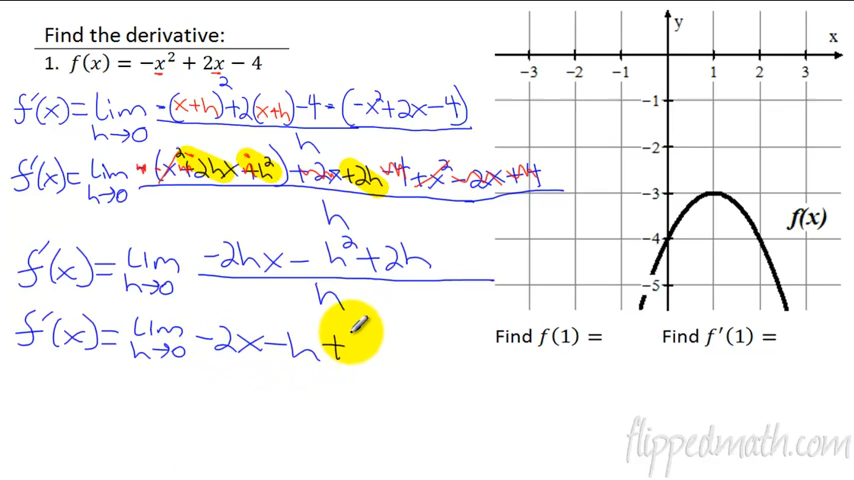 Find the derivative:
1. f(x) = −x² + 2x − 4
f'(x) = Lim h→0 −(x+h)² + 2(x+h) − 4 − (−x² + 2x − 4) / h
f'(x) = Lim h→0 −(x² + 2hx + h²) + 2x + 2h − 4 + x² − 2x + 4 / h
f'(x) = Lim h→0 −2hx − h² + 2h / h
f'(x) = Lim h→0 −2x − h +
y
x
−3 −2 −1 1 2 3
−1
−2
−3
f(x)
−4
−5
Find f(1) = Find f′(1) =
flippedmath.com